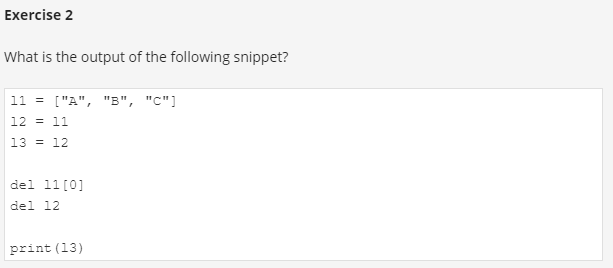 Exercise 2
What is the output of the following snippet?
l1 = ["A", "B", "C"]
l2 = l1
l3 = l2
del l1[0]
del l2
print(l3)